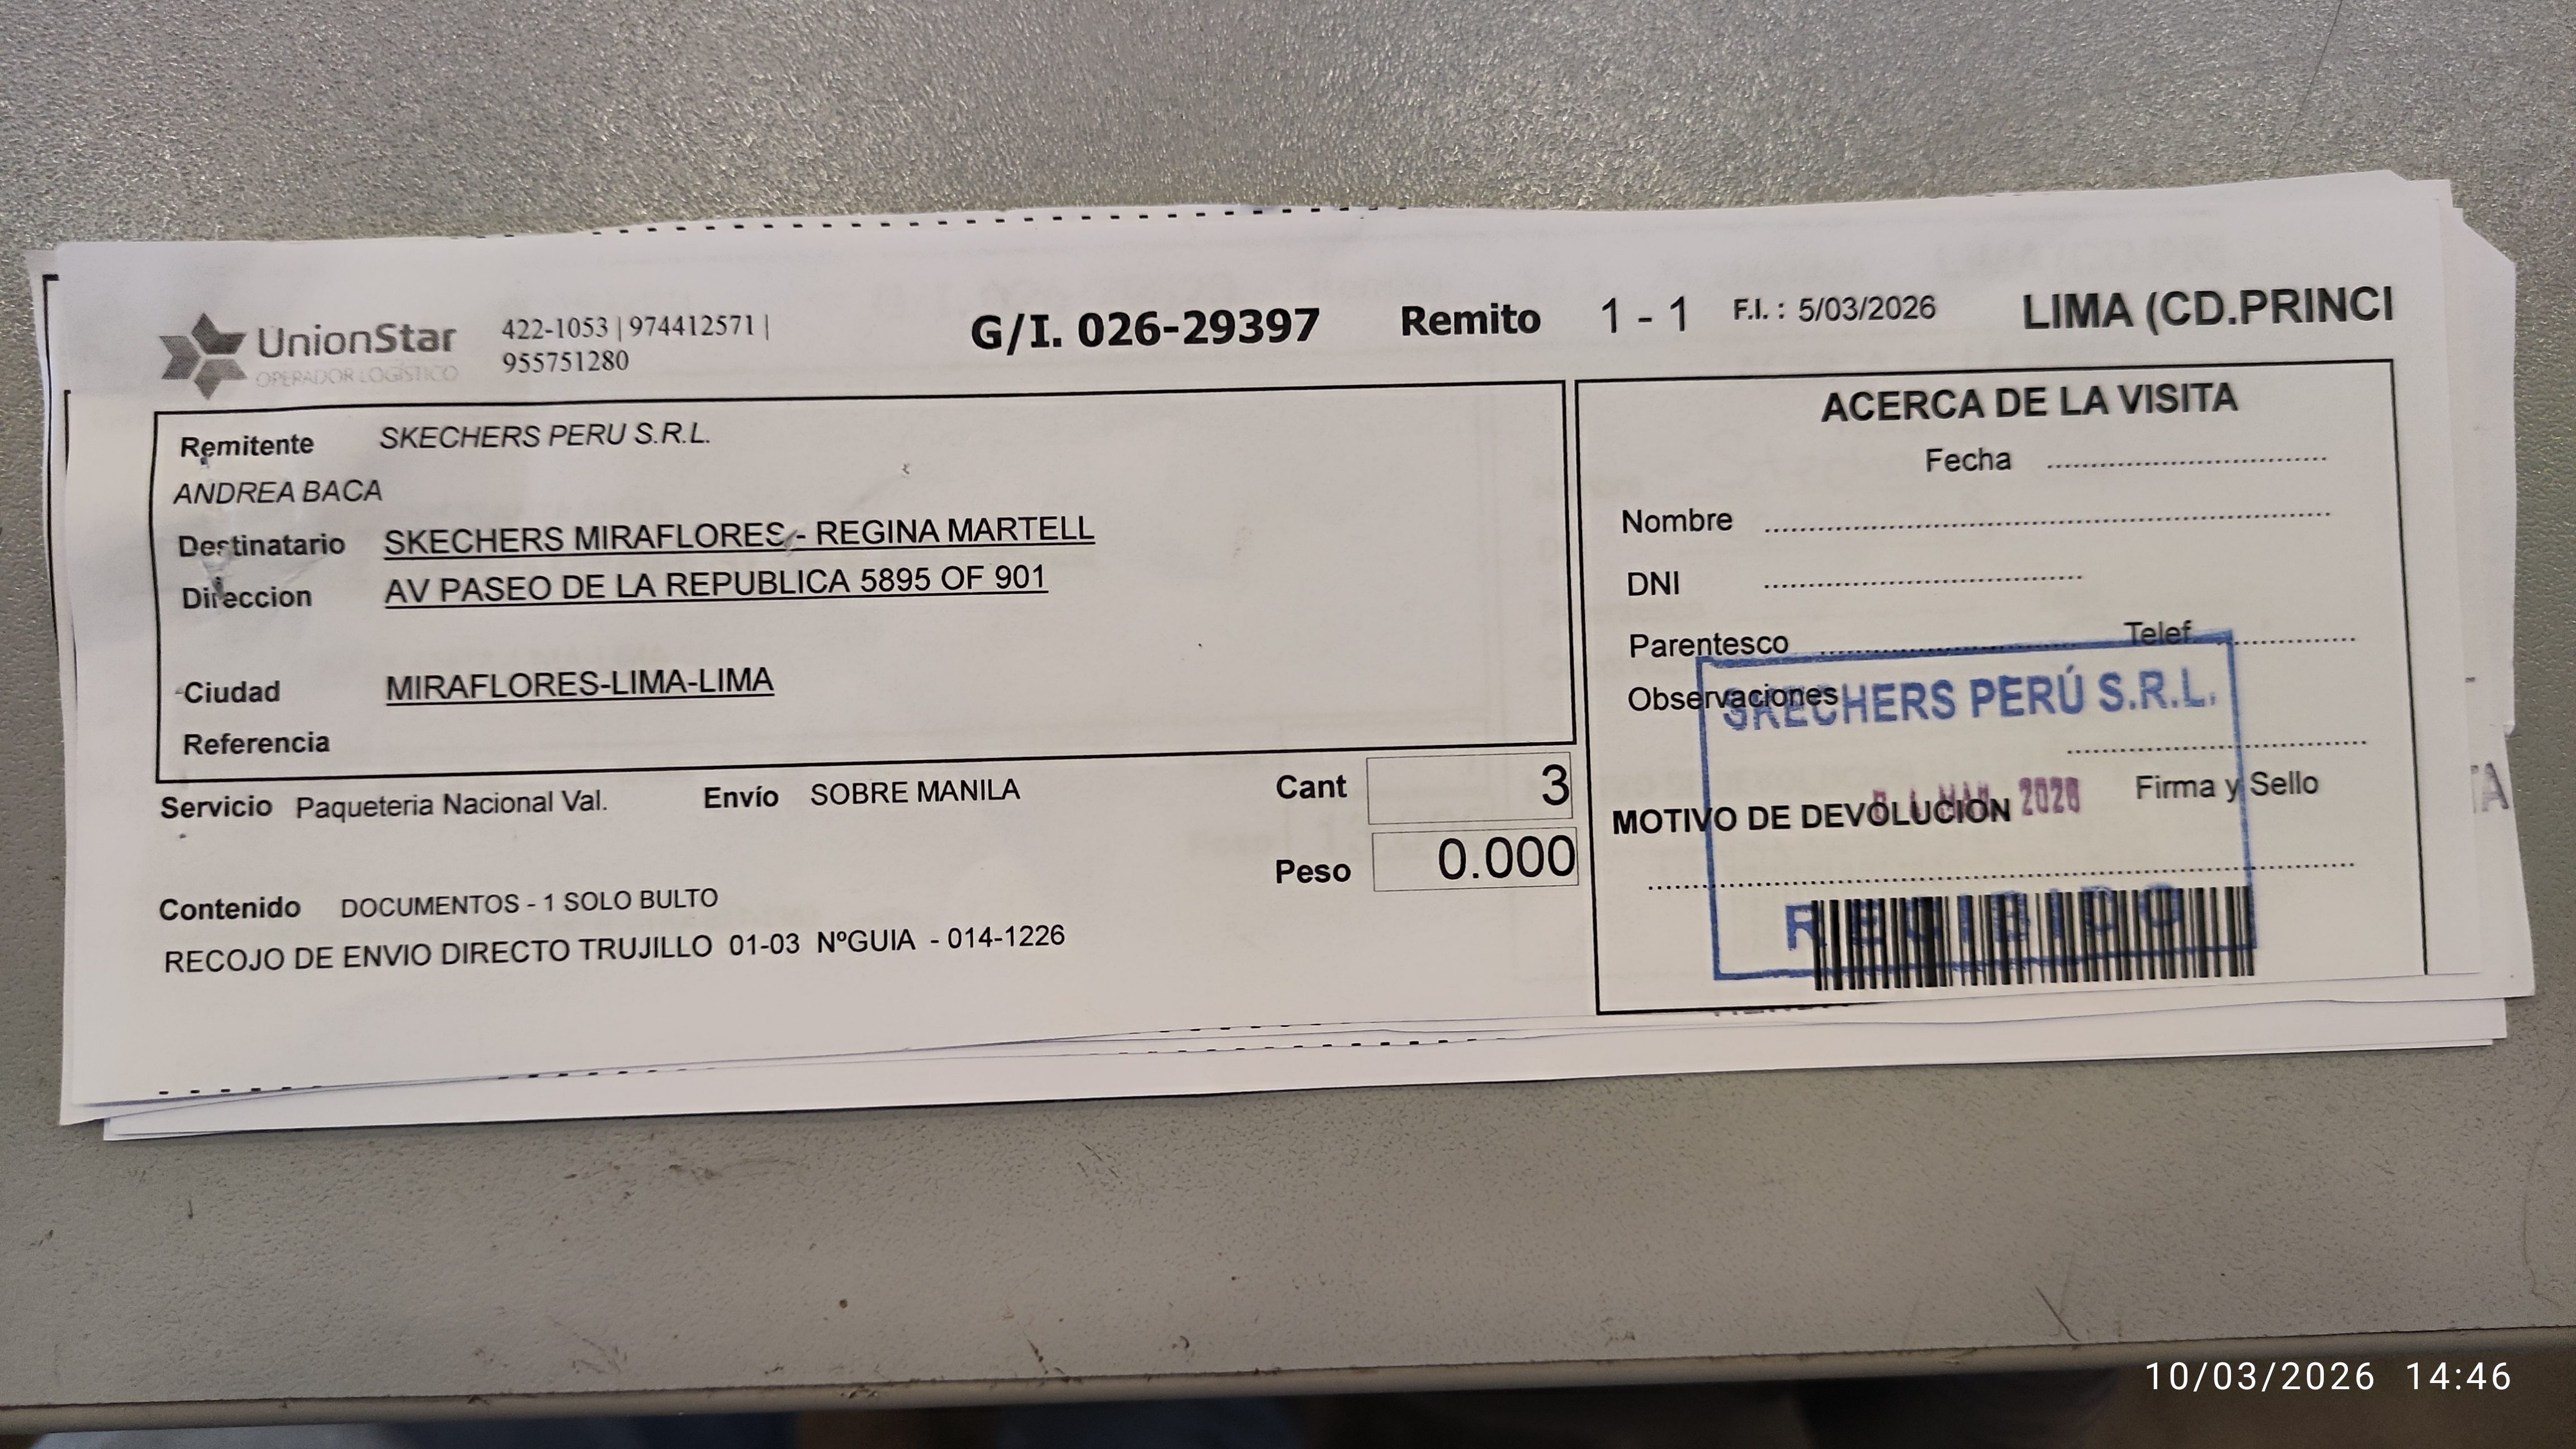 UnionStar
OPERADOR LOGÍSTICO
422-1053 | 974412571 |
955751280
G/I. 026-29397 Remito 1 - 1 F.I. : 5/03/2026 LIMA (CD.PRINCI
Remitente SKECHERS PERU S.R.L.
ANDREA BACA
Destinatario SKECHERS MIRAFLORES - REGINA MARTELL
Direccion AV PASEO DE LA REPUBLICA 5895 OF 901
Ciudad MIRAFLORES-LIMA-LIMA
Referencia
Servicio Paqueteria Nacional Val. Envío SOBRE MANILA
Cant 3
Peso 0.000
Contenido DOCUMENTOS - 1 SOLO BULTO
RECOJO DE ENVIO DIRECTO TRUJILLO 01-03 NºGUIA - 014-1226
ACERCA DE LA VISITA
Fecha
Nombre
DNI
Parentesco Telef.
Observaciones
SKECHERS PERÚ S.R.L.
Firma y Sello
MOTIVO DE DEVOLUCION
MAR 2026
RECIBIDO
10/03/2026 14:46